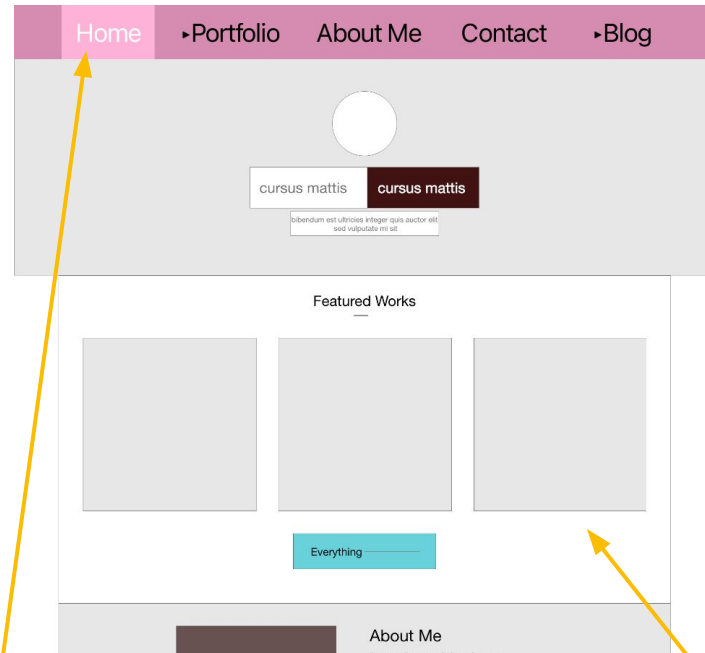 Home ▸Portfolio About Me Contact ▸Blog
cursus mattis cursus mattis
bibendum est ultricies integer quis auctor elit
sed vulputate mi sit
Featured Works
Everything
About Me